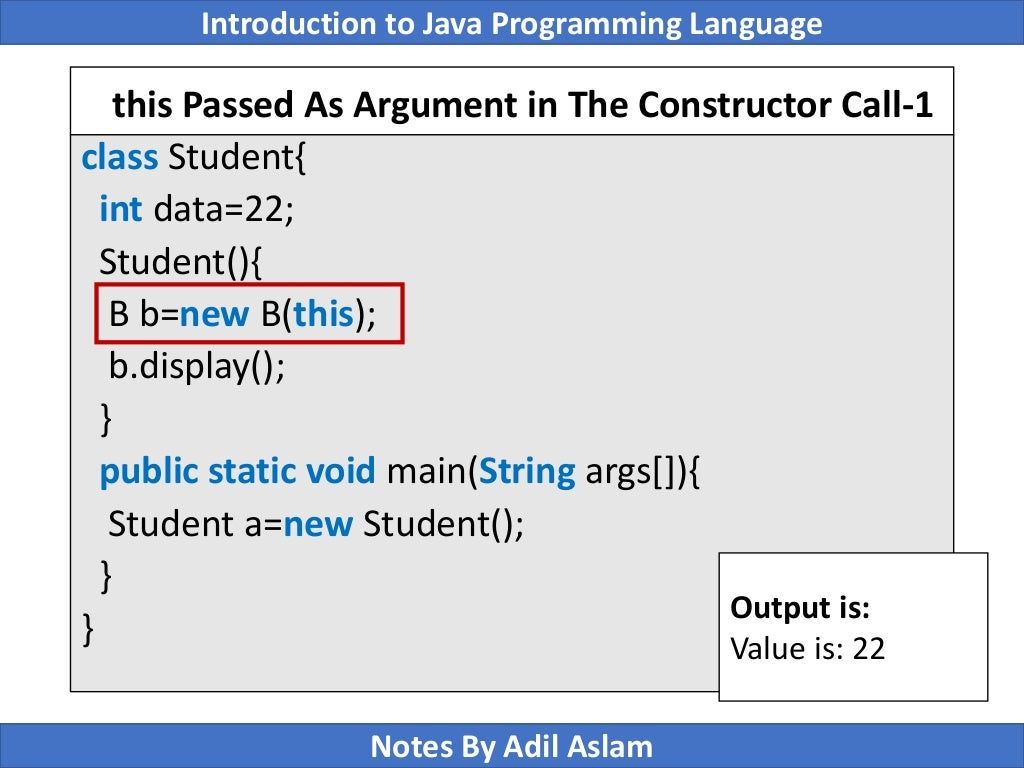 Introduction to Java Programming Language
this Passed As Argument in The Constructor Call-1
class Student{
int data=22;
Student(){
B b=new B(this);
b.display();
}
public static void main(String args[]){
Student a=new Student();
}
}
Output is:
Value is: 22
Notes By Adil Aslam